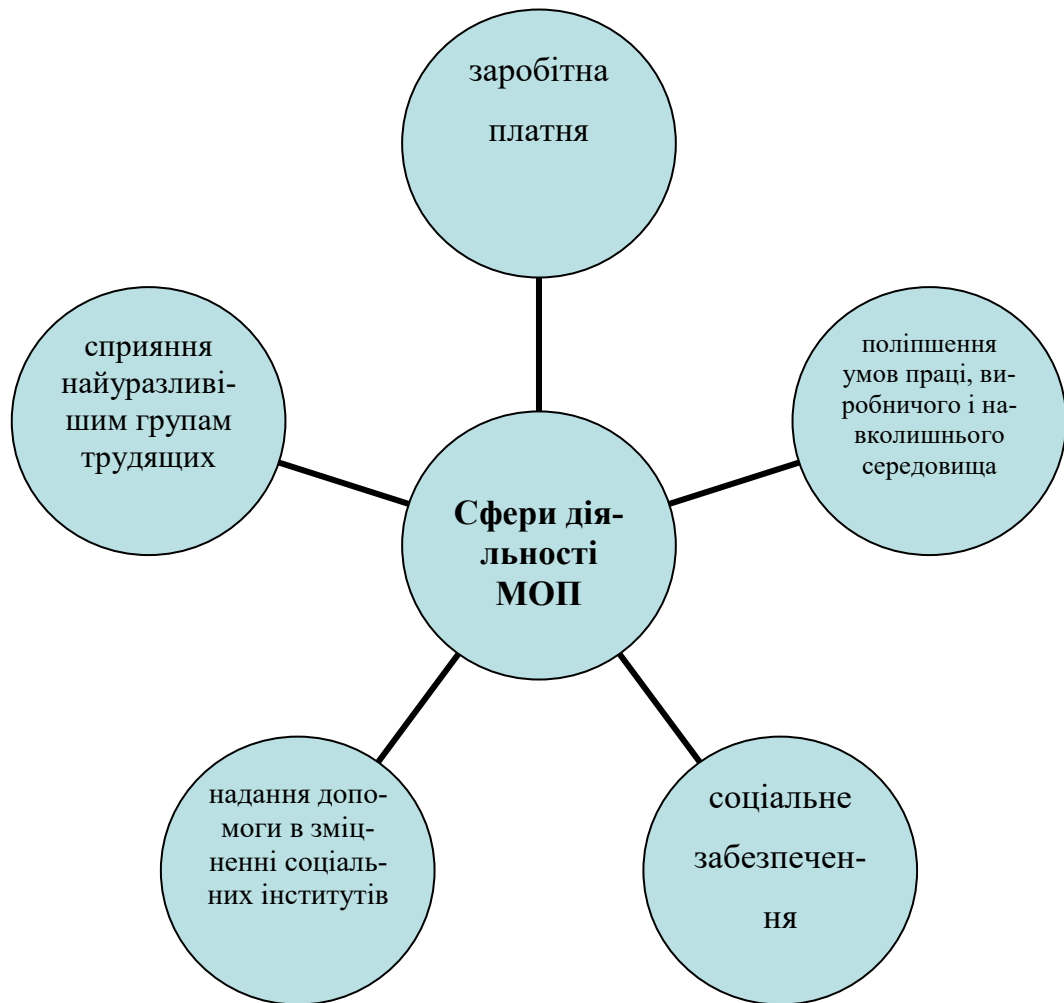 заробітна
платня
сприяння
найуразливі-
шим групам
трудящих
поліпшення
умов праці, ви-
робничого і на-
вколишнього
середовища
Сфери дія-
льності
МОП
надання допо-
моги в зміц-
ненні соціаль-
них інститутів
соціальне
забезпечен-
ня